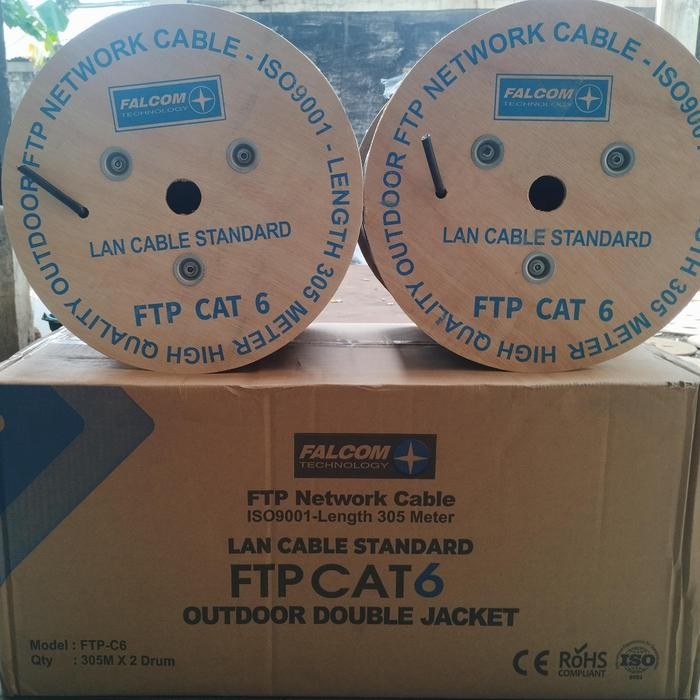 OUTDOOR FTP NETWORK CABLE - ISO9001 - LENGTH 305 METER HIGH QUALITY
FALCOM
TECHNOLOGY
LAN CABLE STANDARD
FTP CAT 6
OUTDOOR FTP NETWORK CABLE - ISO9001
305 METER HIGH QUALITY
FALCOM
TECHNOLOGY
LAN CABLE STANDARD
FTP CAT 6
FALCOM
TECHNOLOGY
FTP Network Cable
ISO9001-Length 305 Meter
LAN CABLE STANDARD
FTP CAT6
OUTDOOR DOUBLE JACKET
Model : FTP-C6
Qty : 305M X 2 Drum
CE RoHS COMPLIANT ISO 9001